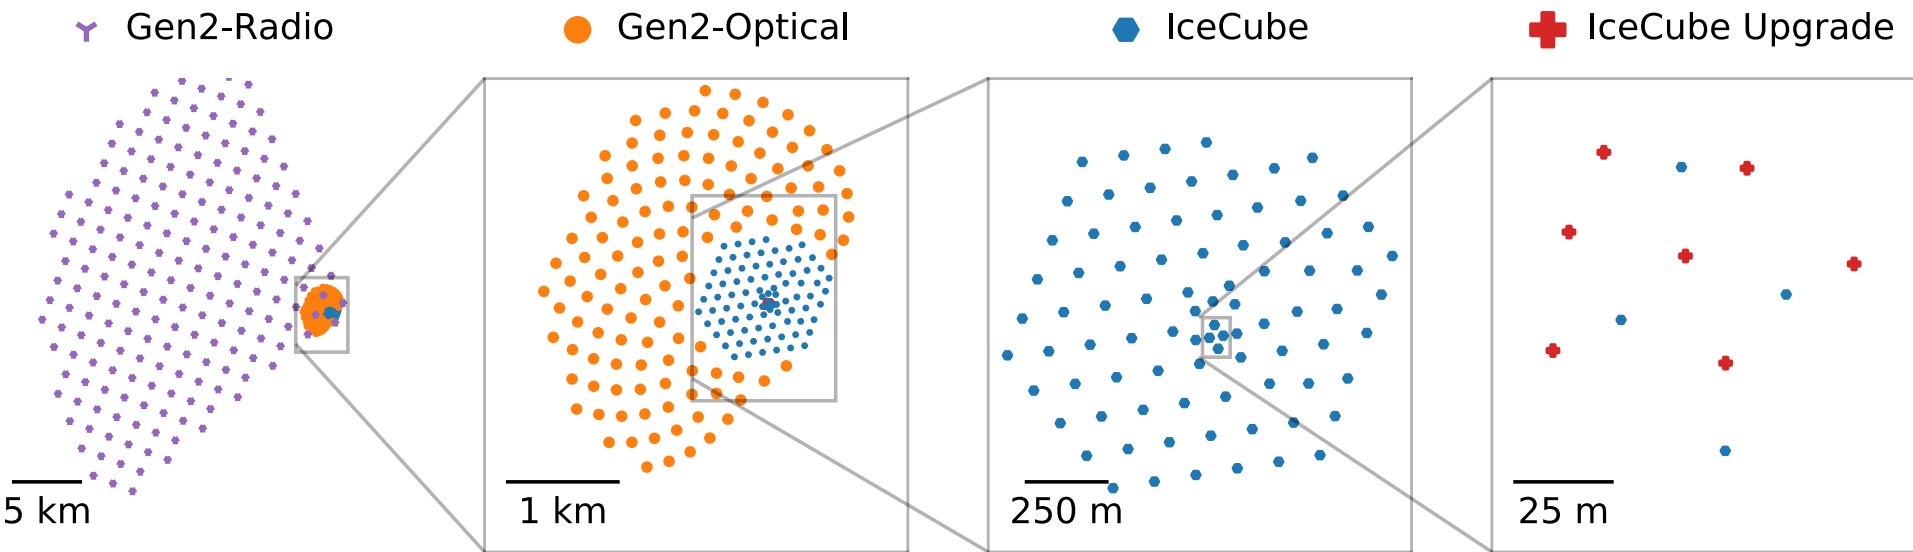 Gen2-Radio
Gen2-Optical
IceCube
IceCube Upgrade
5 km
1 km
250 m
25 m